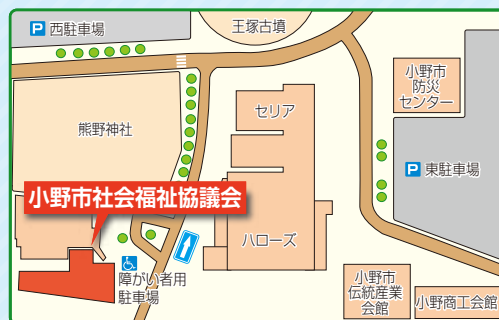 P 西駐車場
王塚古墳
小野市
防災
センター
セリア
熊野神社
P 東駐車場
小野市社会福祉協議会
ハローズ
障がい者用
駐車場
小野市
伝統産業
会館
小野商工会館